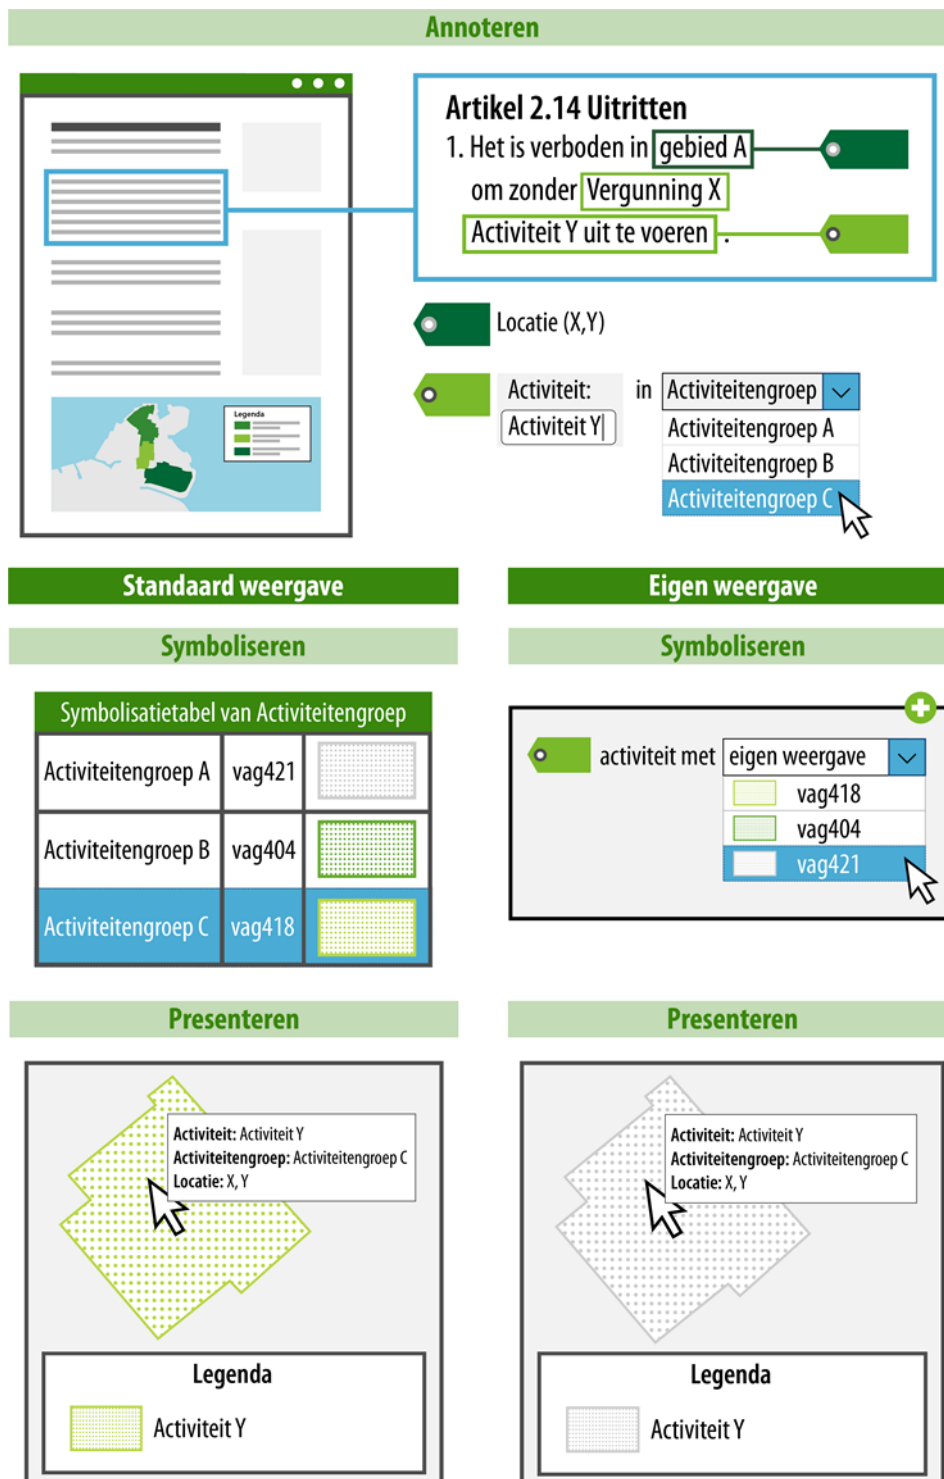 Annoteren
Artikel 2.14 Uitritten
1. Het is verboden in gebied A
om zonder Vergunning X
Activiteit Y uit te voeren .
Legenda
Locatie (X,Y)
Activiteit:
Activiteit Y
in
Activiteitengroep
Activiteitengroep A
Activiteitengroep B
Activiteitengroep C
Standaard weergave
Symboliseren
Symbolisatietabel van Activiteitengroep
Activiteitengroep A vag421
Activiteitengroep B vag404
Activiteitengroep C vag418
Eigen weergave
Symboliseren
activiteit met eigen weergave
vag418
vag404
vag421
Presenteren
Activiteit: Activiteit Y
Activiteitengroep: Activiteitengroep C
Locatie: X, Y
Legenda
Activiteit Y
Presenteren
Activiteit: Activiteit Y
Activiteitengroep: Activiteitengroep C
Locatie: X, Y
Legenda
Activiteit Y